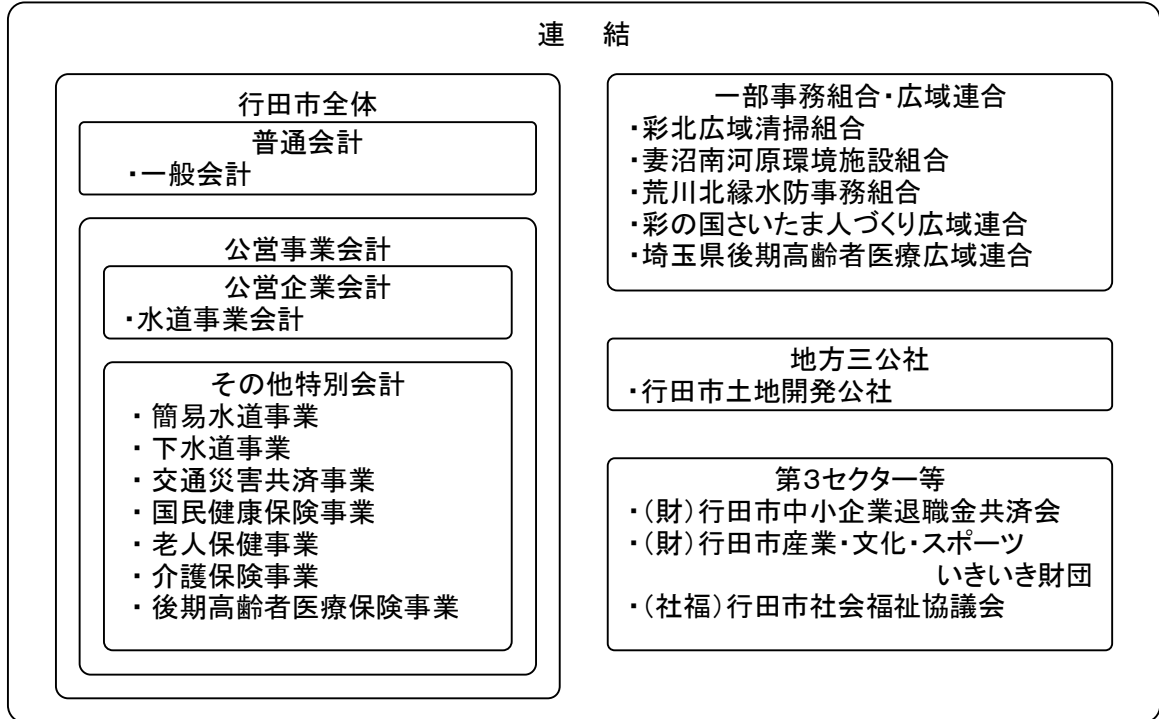 連　結
行田市全体
普通会計
・一般会計
公営事業会計
公営企業会計
・水道事業会計
その他特別会計
・ 簡易水道事業
・ 下水道事業
・ 交通災害共済事業
・ 国民健康保険事業
・ 老人保健事業
・ 介護保険事業
・ 後期高齢者医療保険事業
一部事務組合・広域連合
・彩北広域清掃組合
・妻沼南河原環境施設組合
・荒川北縁水防事務組合
・彩の国さいたま人づくり広域連合
・埼玉県後期高齢者医療広域連合
地方三公社
・行田市土地開発公社
第３セクター等
・（財）行田市中小企業退職金共済会
・（財）行田市産業・文化・スポーツ
いきいき財団
・（社福）行田市社会福祉協議会